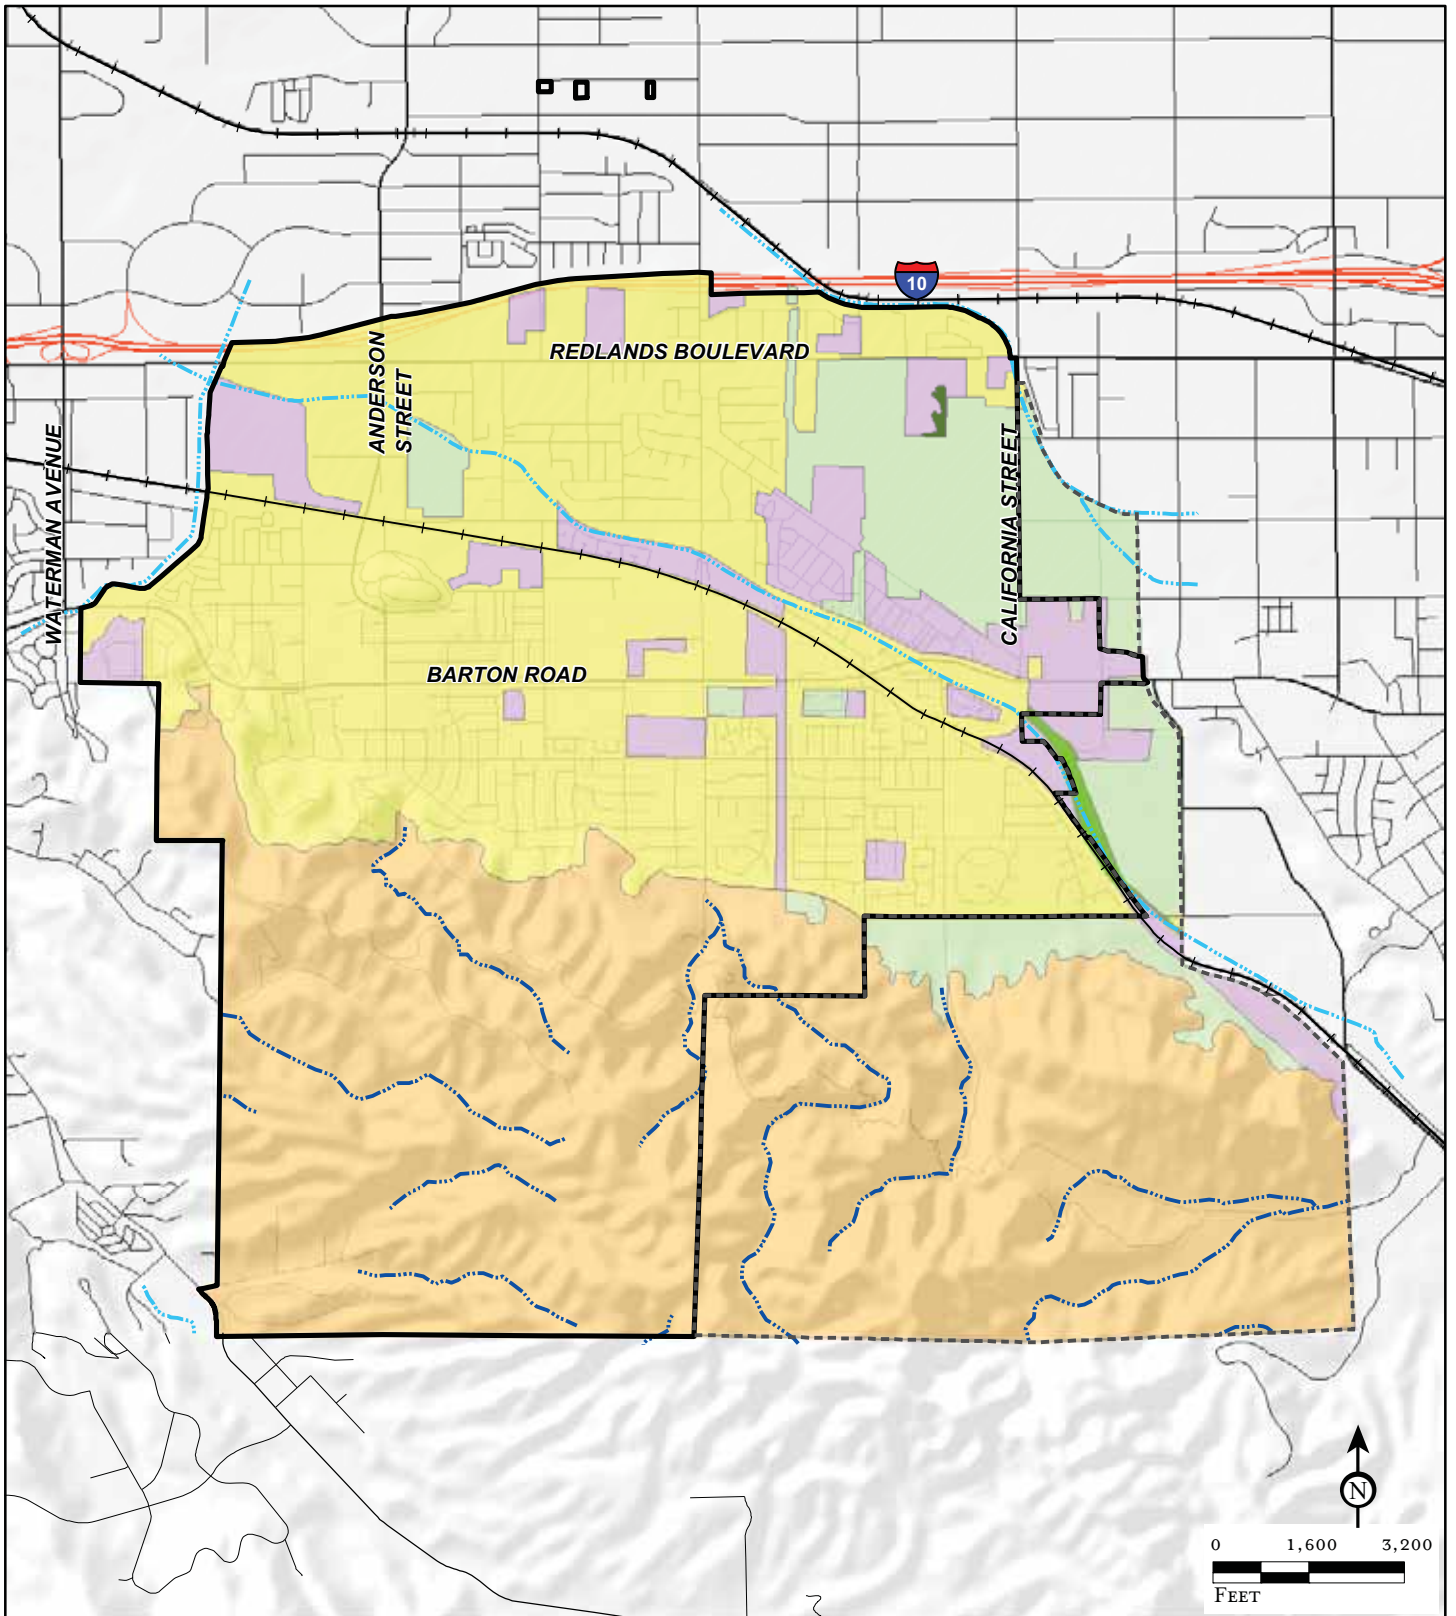 10
REDLANDS BOULEVARD
ANDERSON
STREET
WATERMAN AVENUE
CALIFORNIA STREET
BARTON ROAD
N
0 1,600 3,200
FEET